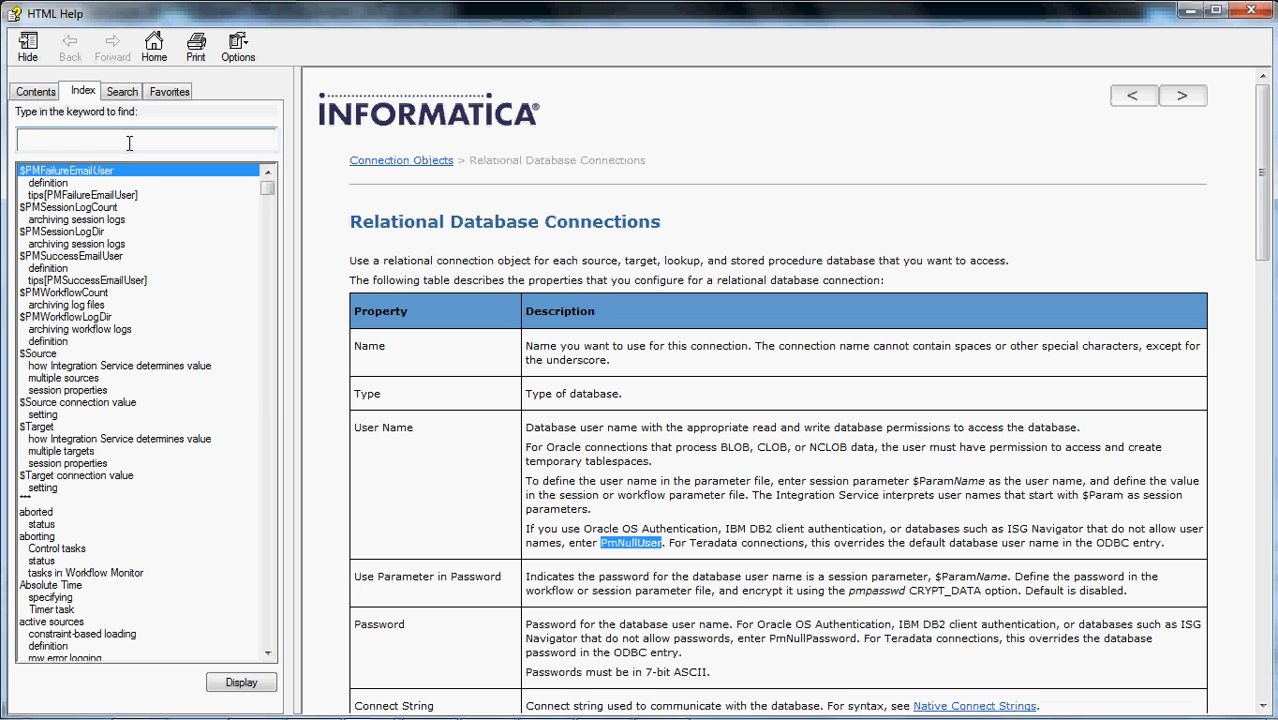 HTML Help
Hide
Back
Forward
Home
Print
Options
Contents
Index
Search
Favorites
Type in the keyword to find:
$PMFailureEmailUser
definition
tips[PMFailureEmailUser]
$PMSessionLogCount
archiving session logs
$PMSessionLogDir
archiving session logs
$PMSuccessEmailUser
definition
tips[PMSuccessEmailUser]
$PMWorkflowCount
archiving log files
$PMWorkflowLogDir
archiving workflow logs
definition
$Source
how Integration Service determines value
multiple sources
session properties
$Source connection value
setting
$Target
how Integration Service determines value
multiple targets
session properties
$Target connection value
setting
""
aborted
status
aborting
Control tasks
status
tasks in Workflow Monitor
Absolute Time
specifying
Timer task
active sources
constraint-based loading
definition
row error logging
Display
INFORMATICA®
< >
Connection Objects > Relational Database Connections
Relational Database Connections
Use a relational connection object for each source, target, lookup, and stored procedure database that you want to access.
The following table describes the properties that you configure for a relational database connection:
Property Description
Name Name you want to use for this connection. The connection name cannot contain spaces or other special characters, except for
the underscore.
Type Type of database.
User Name Database user name with the appropriate read and write database permissions to access the database.
For Oracle connections that process BLOB, CLOB, or NCLOB data, the user must have permission to access and create
temporary tablespaces.
To define the user name in the parameter file, enter session parameter $ParamName as the user name, and define the value
in the session or workflow parameter file. The Integration Service interprets user names that start with $Param as session
parameters.
If you use Oracle OS Authentication, IBM DB2 client authentication, or databases such as ISG Navigator that do not allow user
names, enter PmNullUser. For Teradata connections, this overrides the default database user name in the ODBC entry.
Use Parameter in Password Indicates the password for the database user name is a session parameter, $ParamName. Define the password in the
workflow or session parameter file, and encrypt it using the pmpasswd CRYPT_DATA option. Default is disabled.
Password Password for the database user name. For Oracle OS Authentication, IBM DB2 client authentication, or databases such as ISG
Navigator that do not allow passwords, enter PmNullPassword. For Teradata connections, this overrides the database
password in the ODBC entry.
Passwords must be in 7-bit ASCII.
Connect String Connect string used to communicate with the database. For syntax, see Native Connect Strings.